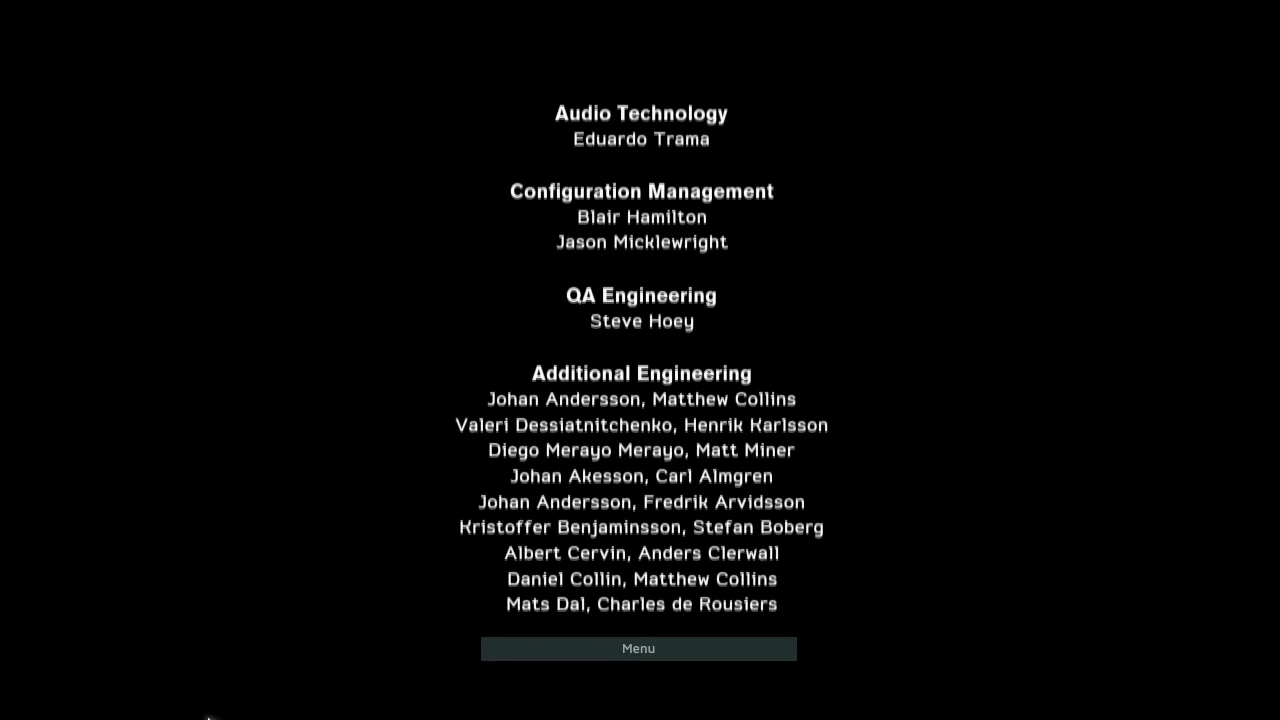 Audio Technology
Eduardo Trama
Configuration Management
Blair Hamilton
Jason Micklewright
QA Engineering
Steve Hoey
Additional Engineering
Johan Andersson, Matthew Collins
Valeri Dessiatnitchenko, Henrik Karlsson
Diego Merayo Merayo, Matt Miner
Johan Akesson, Carl Almgren
Johan Andersson, Fredrik Arvidsson
Kristoffer Benjaminsson, Stefan Boberg
Albert Cervin, Anders Clerwall
Daniel Collin, Matthew Collins
Mats Dal, Charles de Rousiers
Menu